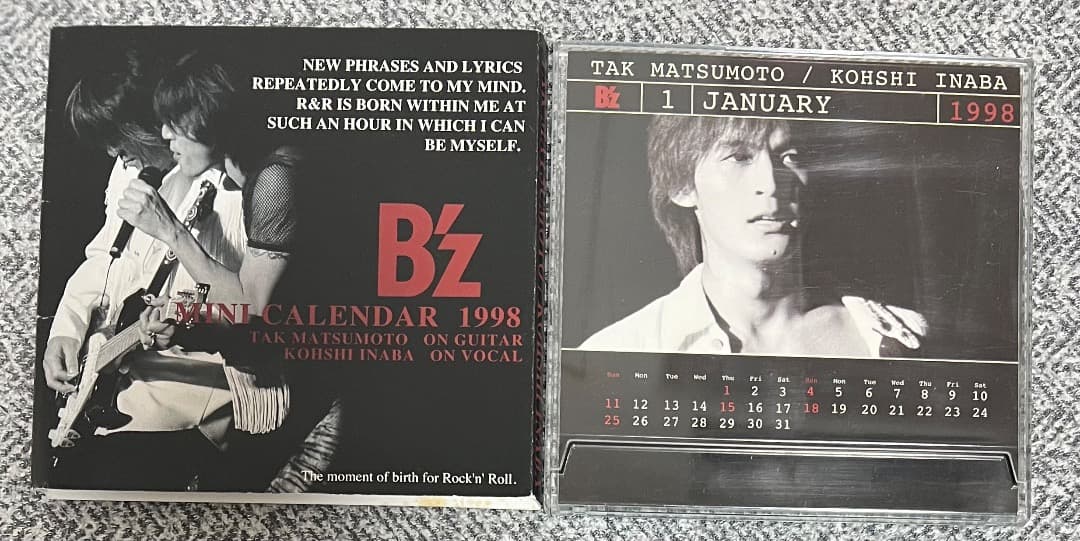 NEW PHRASES AND LYRICS
REPEATEDLY COME TO MY MIND.
R&R IS BORN WITHIN ME AT
SUCH AN HOUR IN WHICH I CAN
BE MYSELF.
B'z
MINI CALENDAR 1998
TAK MATSUMOTO ON GUITAR
KOHSHI INABA ON VOCAL
The moment of birth for Rock'n' Roll.
TAK MATSUMOTO / KOHSHI INABA
B'z 1 JANUARY 1998
Sun Mon Tue Wed Thu Fri Sat Sun Mon Tue Wed Thu Fri Sat
1 2 3 4 5 6 7 8 9 10
11 12 13 14 15 16 17 18 19 20 21 22 23 24
25 26 27 28 29 30 31